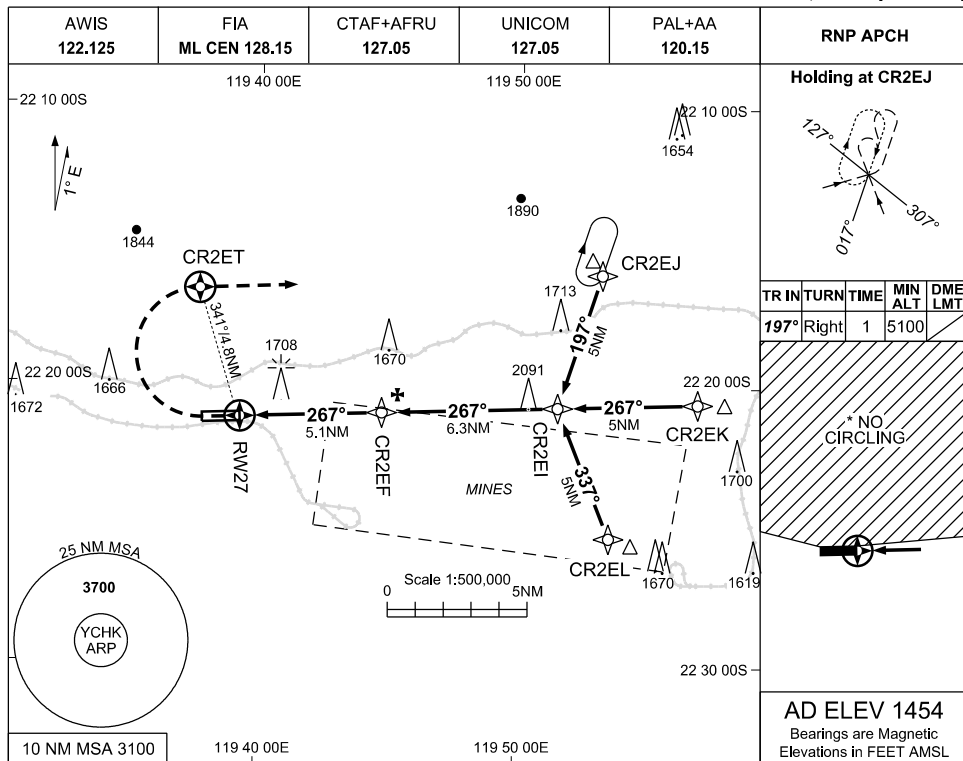 AWIS
122.125
FIA
ML CEN 128.15
CTAF+AFRU
127.05
UNICOM
127.05
PAL+AA
120.15
RNP APCH
119 40 00E
119 50 00E
22 10 00S
22 10 00S
1° E
1654
1890
1844
CR2ET
CR2EJ
341°/4.8NM
1713
197°
5NM
1708
1670
22 20 00S
1666
1672
2091
22 20 00S
267°
5.1NM
267°
6.3NM
267°
5NM
CR2EK
RW27
CR2EF
CR2EI
MINES
337°
5NM
1700
CR2EL
1670
1619
25 NM MSA
3700
YCHK
ARP
Scale 1:500,000
0
5NM
22 30 00S
10 NM MSA 3100
119 40 00E
119 50 00E
Holding at CR2EJ
127°
307°
017°
TR IN
TURN
TIME
MIN
ALT
DME
LMT
197°
Right
1
5100
* NO
CIRCLING
AD ELEV 1454
Bearings are Magnetic
Elevations in FEET AMSL